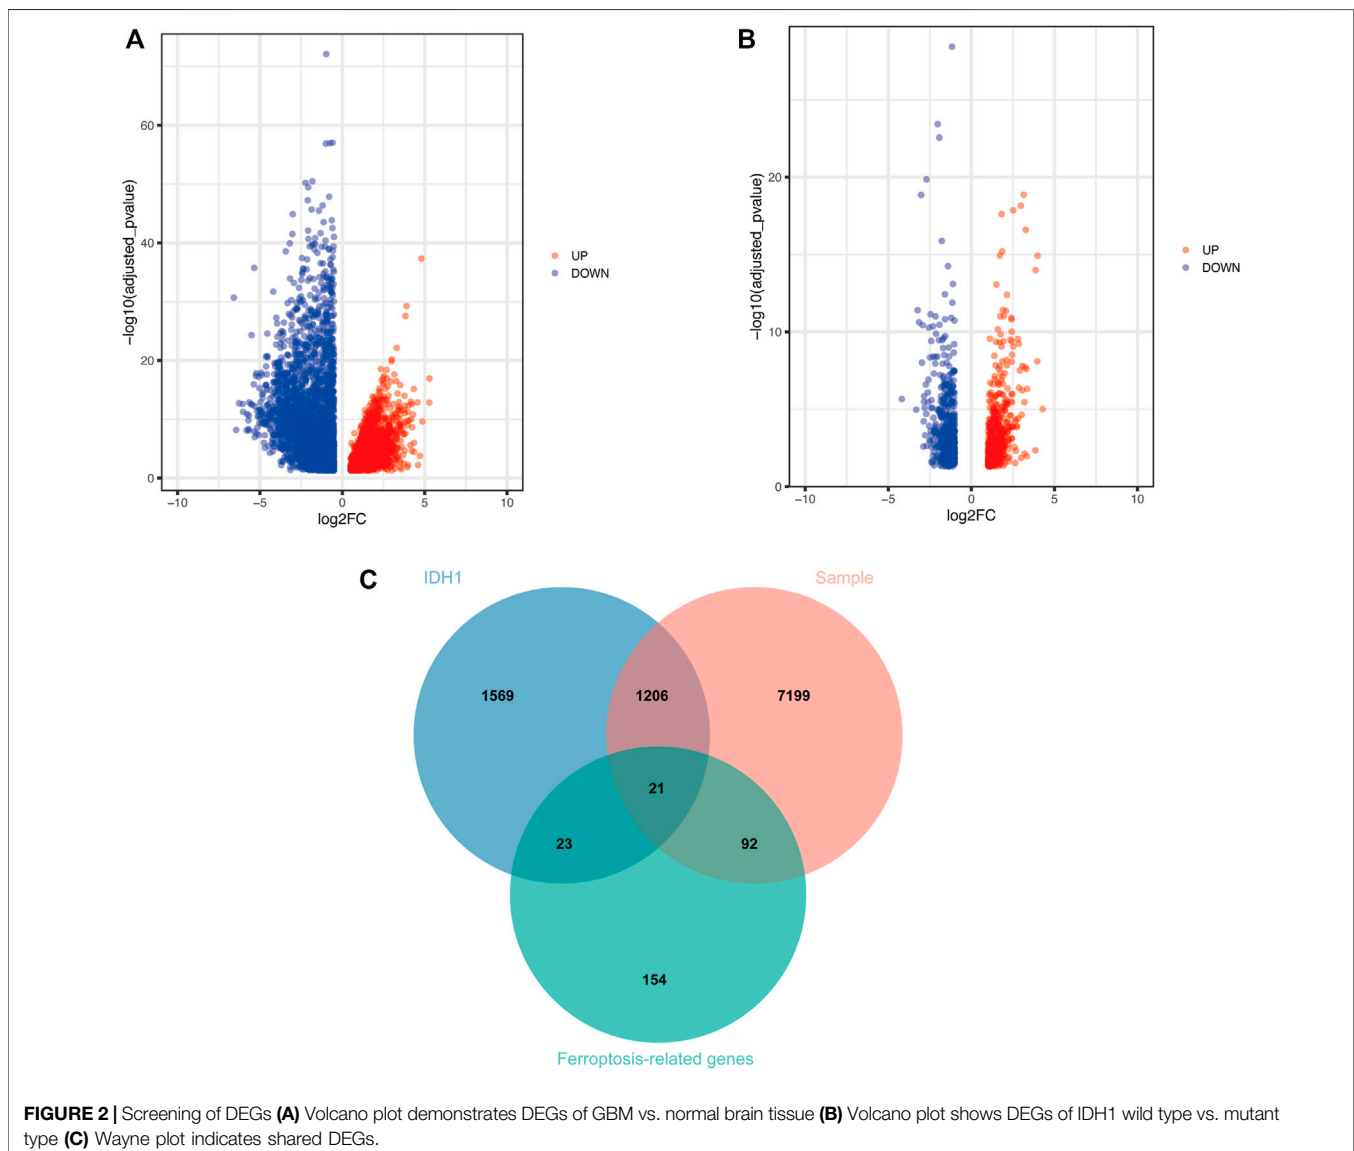 A
B
−log10(adjusted_pvalue)
60
40
20
0
−10
−5
0
5
10
log2FC
UP
DOWN
−log10(adjusted_pvalue)
20
10
0
−10
−5
0
5
10
log2FC
UP
DOWN
C
IDH1
Sample
1569
1206
7199
21
23
92
154
Ferroptosis-related genes
FIGURE 2 | Screening of DEGs (A) Volcano plot demonstrates DEGs of GBM vs. normal brain tissue (B) Volcano plot shows DEGs of IDH1 wild type vs. mutant
type (C) Wayne plot indicates shared DEGs.